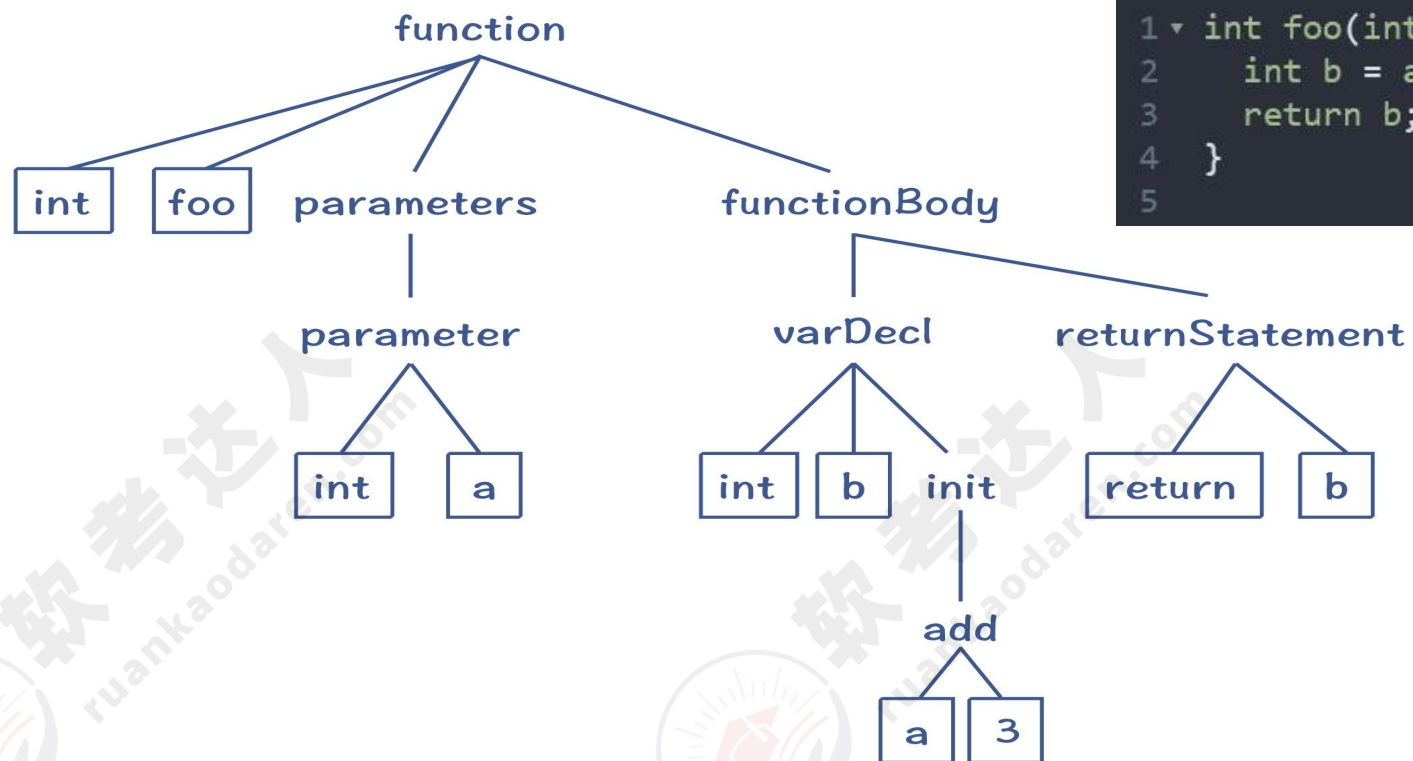 function
1 int foo(int
2 int b = a
3 return b;
4 }
5
int foo parameters functionBody
parameter varDecl returnStatement
int a int b init return b
add
a 3
软考达人
ruankaodaren.com
软考达人
ruankaodaren.com